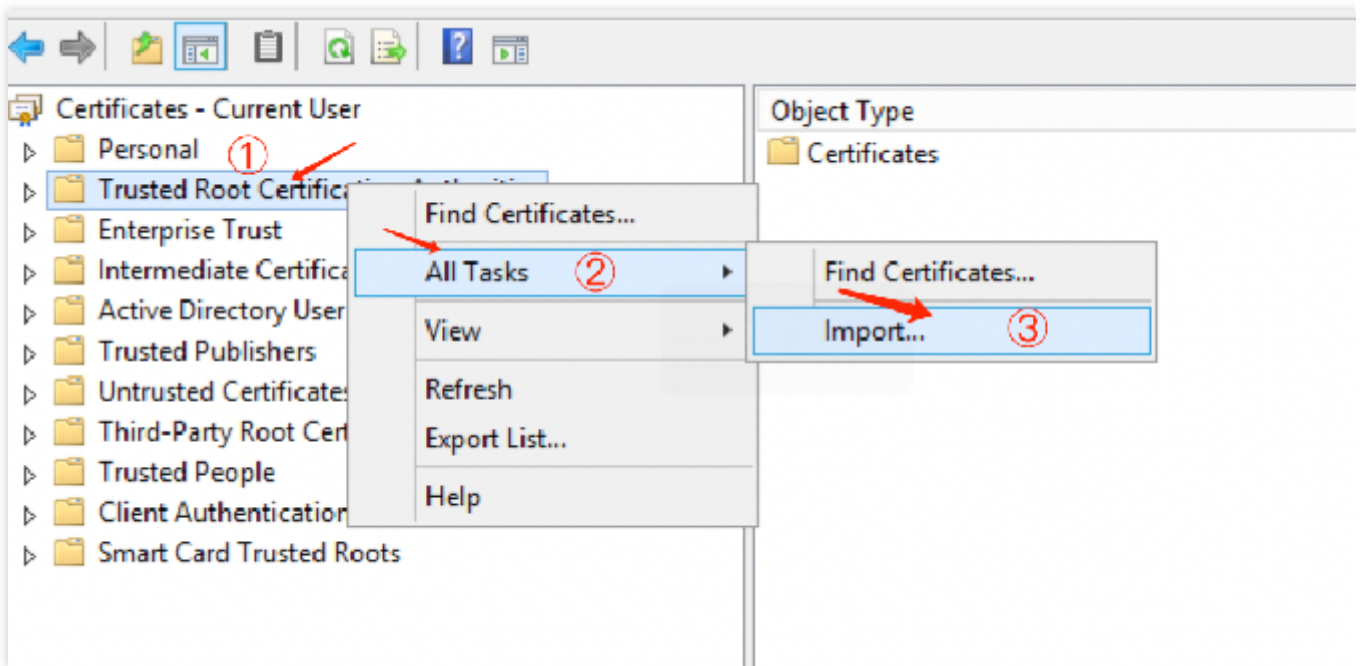 Certificates - Current User
Personal ①
Trusted Root Certification Authorities
Enterprise Trust
Intermediate Certifica
Active Directory User
Trusted Publishers
Untrusted Certificates
Third-Party Root Cert
Trusted People
Client Authentication
Smart Card Trusted Roots
Find Certificates...
All Tasks ②
View
Refresh
Export List...
Help
Find Certificates...
Import... ③
Object Type
Certificates